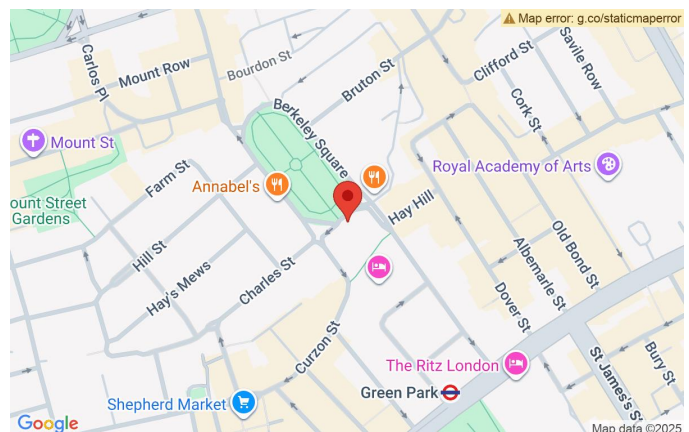 Map error: g.co/staticmaperror
Carlos Pl
Mount Row
Bourdon St
Bruton St
Clifford St
Savile Row
Cork St
Berkeley Square
Mount St
Farm St
Annabel's
Royal Academy of Arts
ount Street
Gardens
Hay Hill
Hill St
Hay's Mews
Charles St
Albemarle St
Old Bond St
Dover St
Curzon St
The Ritz London
Green Park
St James's St
Bury St
Shepherd Market
Google
Map data ©2025